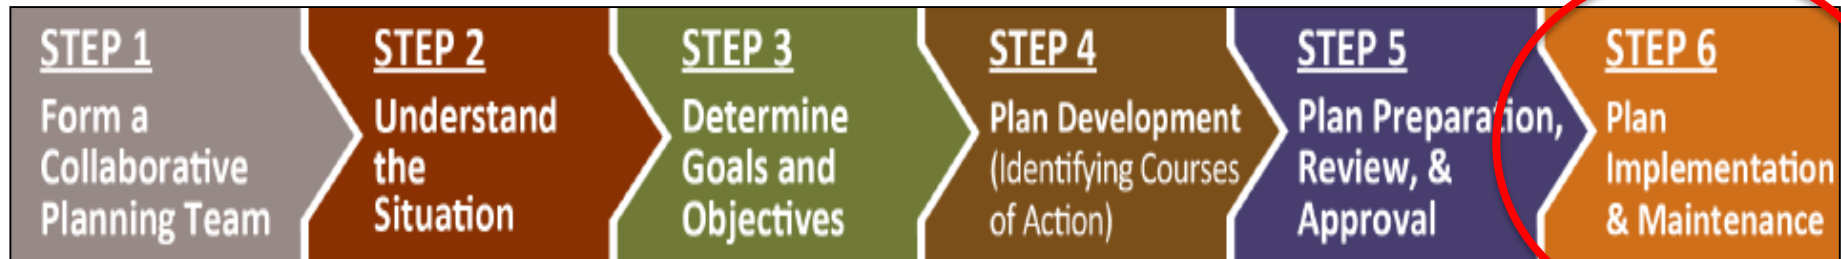 STEP 1
Form a
Collaborative
Planning Team
STEP 2
Understand
the
Situation
STEP 3
Determine
Goals and
Objectives
STEP 4
Plan Development
(Identifying Courses
of Action)
STEP 5
Plan Preparation,
Review, &
Approval
STEP 6
Plan
Implementation
& Maintenance